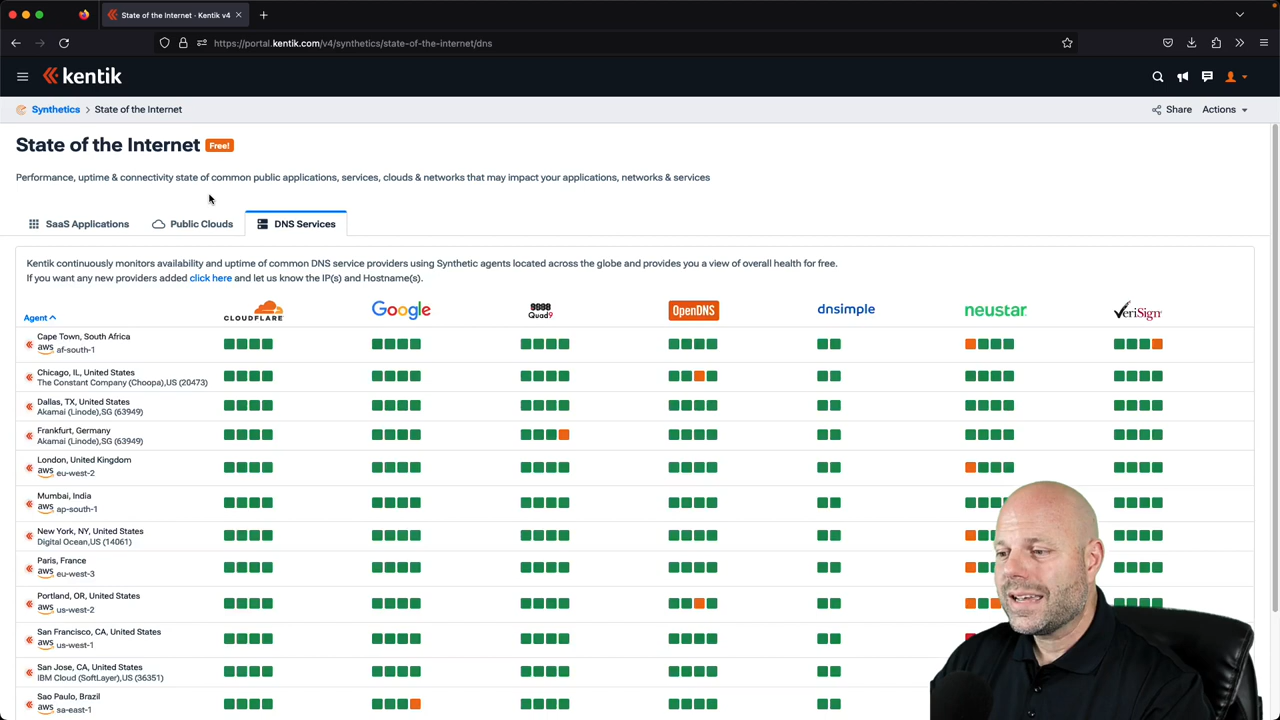 State of the Internet · Kentik v4
https://portal.kentik.com/v4/synthetics/state-of-the-internet/dns
kentik
Synthetics > State of the Internet
Share Actions
State of the Internet Free!
Performance, uptime & connectivity state of common public applications, services, clouds & networks that may impact your applications, networks & services
SaaS Applications Public Clouds DNS Services
Kentik continuously monitors availability and uptime of common DNS service providers using Synthetic agents located across the globe and provides you a view of overall health for free.
If you want any new providers added click here and let us know the IP(s) and Hostname(s).
Agent CLOUDFLARE Google 9999 Quad9 OpenDNS dnsimple neustar VeriSign
Cape Town, South Africa
aws af-south-1
Chicago, IL, United States
The Constant Company (Choopa),US (20473)
Dallas, TX, United States
Akamai (Linode),SG (63949)
Frankfurt, Germany
Akamai (Linode),SG (63949)
London, United Kingdom
aws eu-west-2
Mumbai, India
aws ap-south-1
New York, NY, United States
Digital Ocean,US (14061)
Paris, France
aws eu-west-3
Portland, OR, United States
aws us-west-2
San Francisco, CA, United States
aws us-west-1
San Jose, CA, United States
IBM Cloud (SoftLayer),US (36351)
Sao Paulo, Brazil
aws sa-east-1